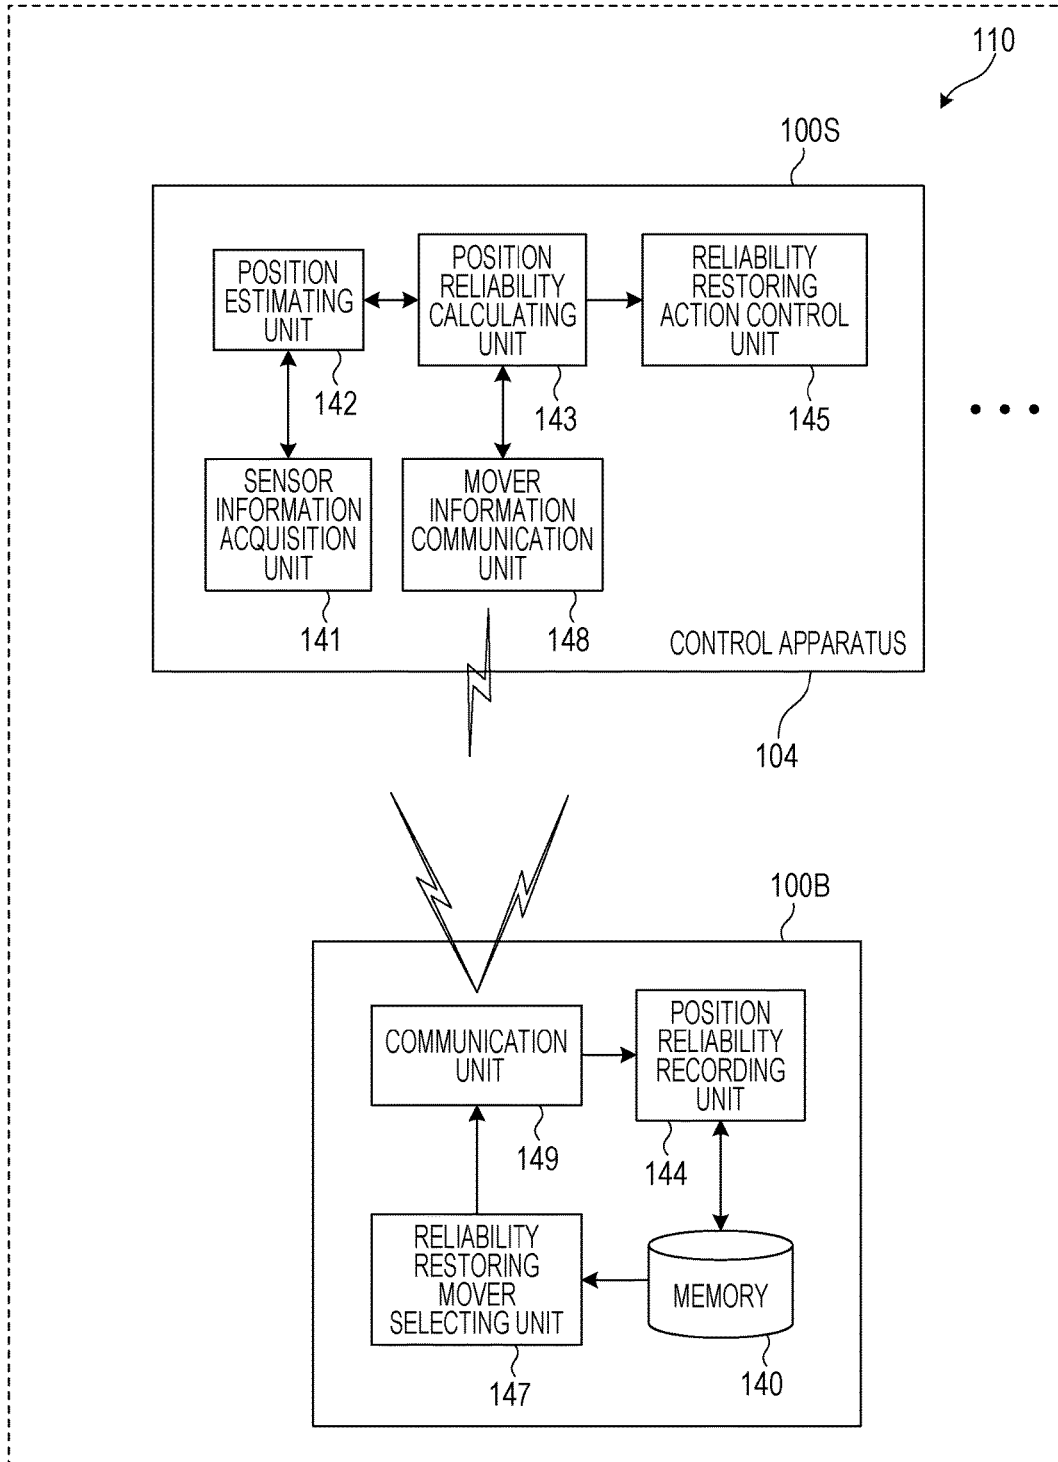 110
100S
POSITION
ESTIMATING
UNIT
142
POSITION
RELIABILITY
CALCULATING
UNIT
143
RELIABILITY
RESTORING
ACTION CONTROL
UNIT
145
SENSOR
INFORMATION
ACQUISITION
UNIT
141
MOVER
INFORMATION
COMMUNICATION
UNIT
148
CONTROL APPARATUS
104
100B
COMMUNICATION
UNIT
149
POSITION
RELIABILITY
RECORDING
UNIT
144
RELIABILITY
RESTORING
MOVER
SELECTING UNIT
147
MEMORY
140